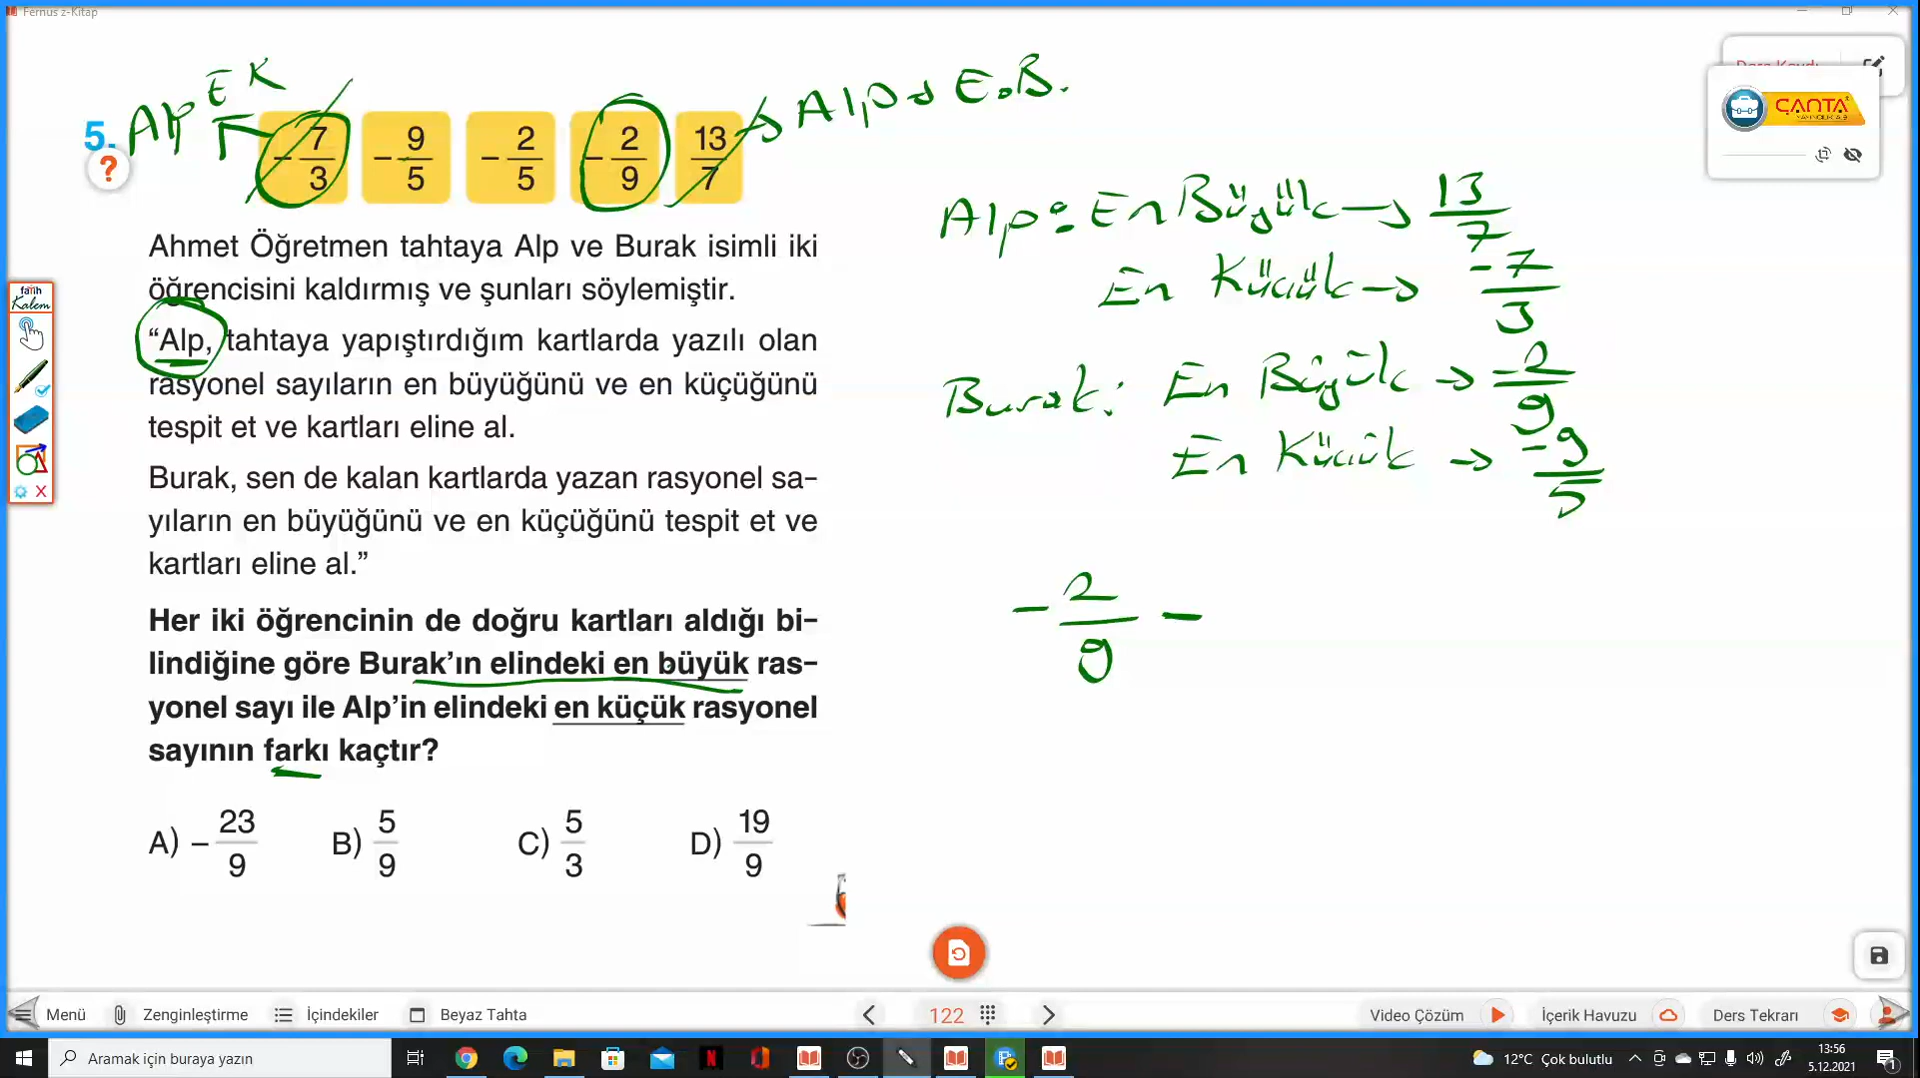 Fernus z-Kitap
Alp EK
Alp → E.B.
5.
?
- 7/3 - 9/5 - 2/5 - 2/9 13/7
Ahmet Öğretmen tahtaya Alp ve Burak isimli iki
öğrencisini kaldırmış ve şunları söylemiştir.
“Alp, tahtaya yapıştırdığım kartlarda yazılı olan
rasyonel sayıların en büyüğünü ve en küçüğünü
tespit et ve kartları eline al.
Burak, sen de kalan kartlarda yazan rasyonel sa-
yıların en büyüğünü ve en küçüğünü tespit et ve
kartları eline al.”
Her iki öğrencinin de doğru kartları aldığı bi-
lindiğine göre Burak’ın elindeki en büyük ras-
yonel sayı ile Alp’in elindeki en küçük rasyonel
sayının farkı kaçtır?
A) - 23/9 B) 5/9 C) 5/3 D) 19/9
Alp: En Büyük → 13/7
En Küçük → -7/3
Burak: En Büyük → -2/9
En Küçük → -9/5
- 2/9 -
ÇANTA
YAYINCILIK A.Ş.
fatih
Kalem
X
Menü Zenginleştirme İçindekiler Beyaz Tahta 122 Video Çözüm İçerik Havuzu Ders Tekrarı
Aramak için buraya yazın
12°C Çok bulutlu
13:56
5.12.2021
1